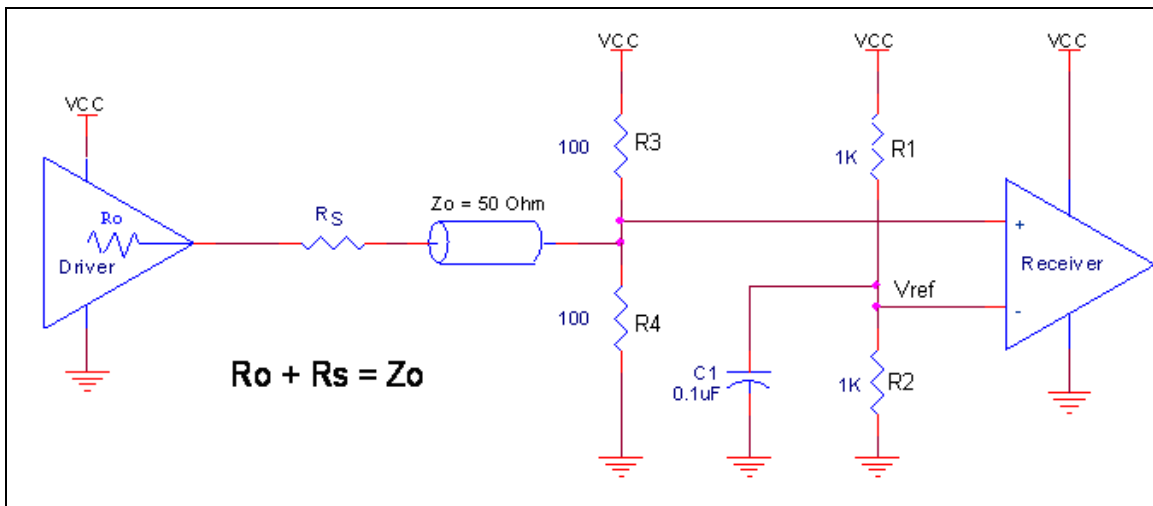 VCC
VCC
VCC
VCC
100
R3
1K
R1
Ro
Driver
RS
Zo = 50 Ohm
+
-
Receiver
Vref
100
R4
Ro + Rs = Zo
C1
0.1uF
1K
R2